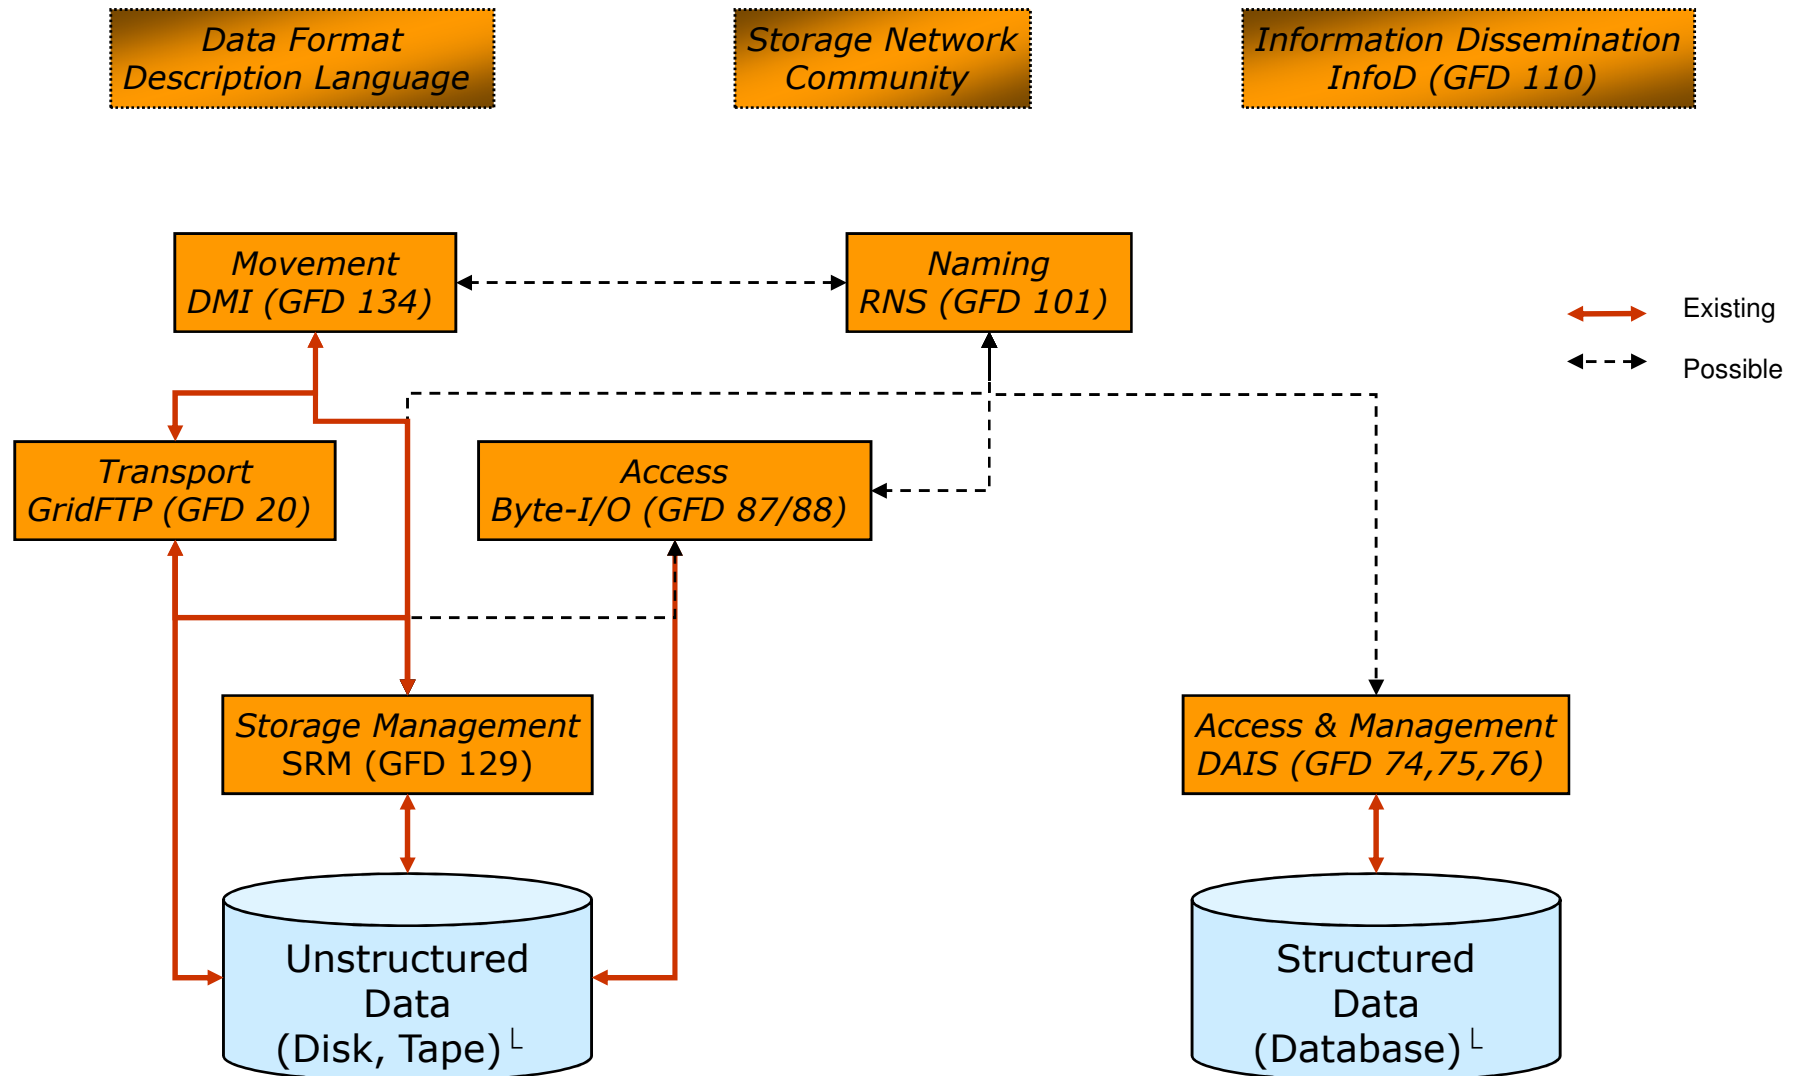 Data Format
Description Language
Storage Network
Community
Information Dissemination
InfoD (GFD 110)
Movement
DMI (GFD 134)
Naming
RNS (GFD 101)
Existing
Possible
Transport
GridFTP (GFD 20)
Access
Byte-I/O (GFD 87/88)
Storage Management
SRM (GFD 129)
Access & Management
DAIS (GFD 74,75,76)
Unstructured
Data
(Disk, Tape)└
Structured
Data
(Database)└